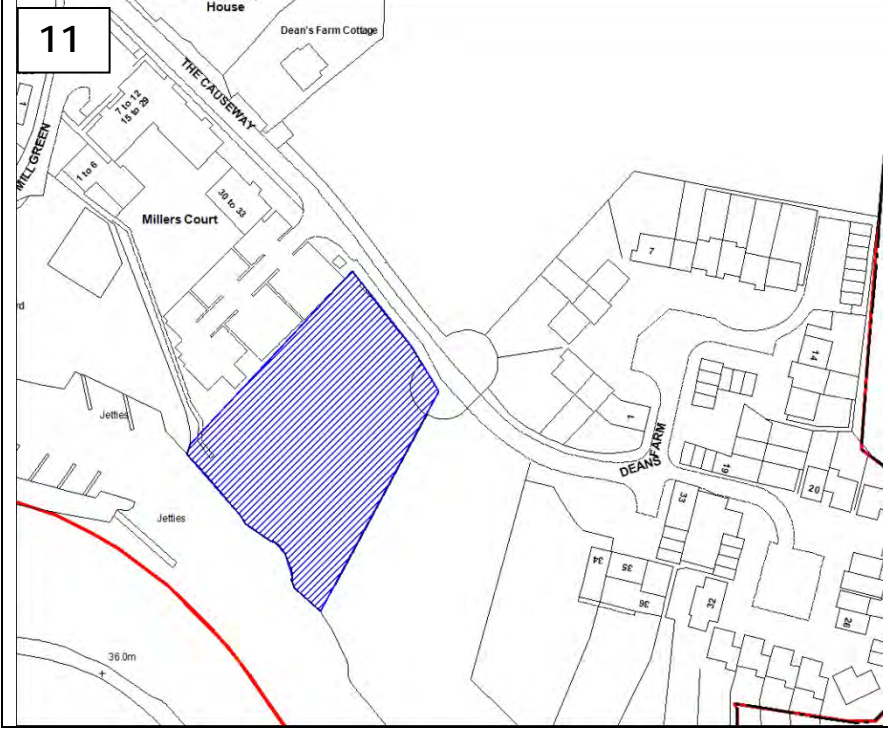 11
House
Dean's Farm Cottage
THE CAUSEWAY
7 to 12
15 to 29
1
MILL GREEN
1 to 6
30 to 33
Millers Court
rd
7
14
Jetties
1
DEANS FARM
19
20
33
Jetties
34
35
36
32
26
36.0m